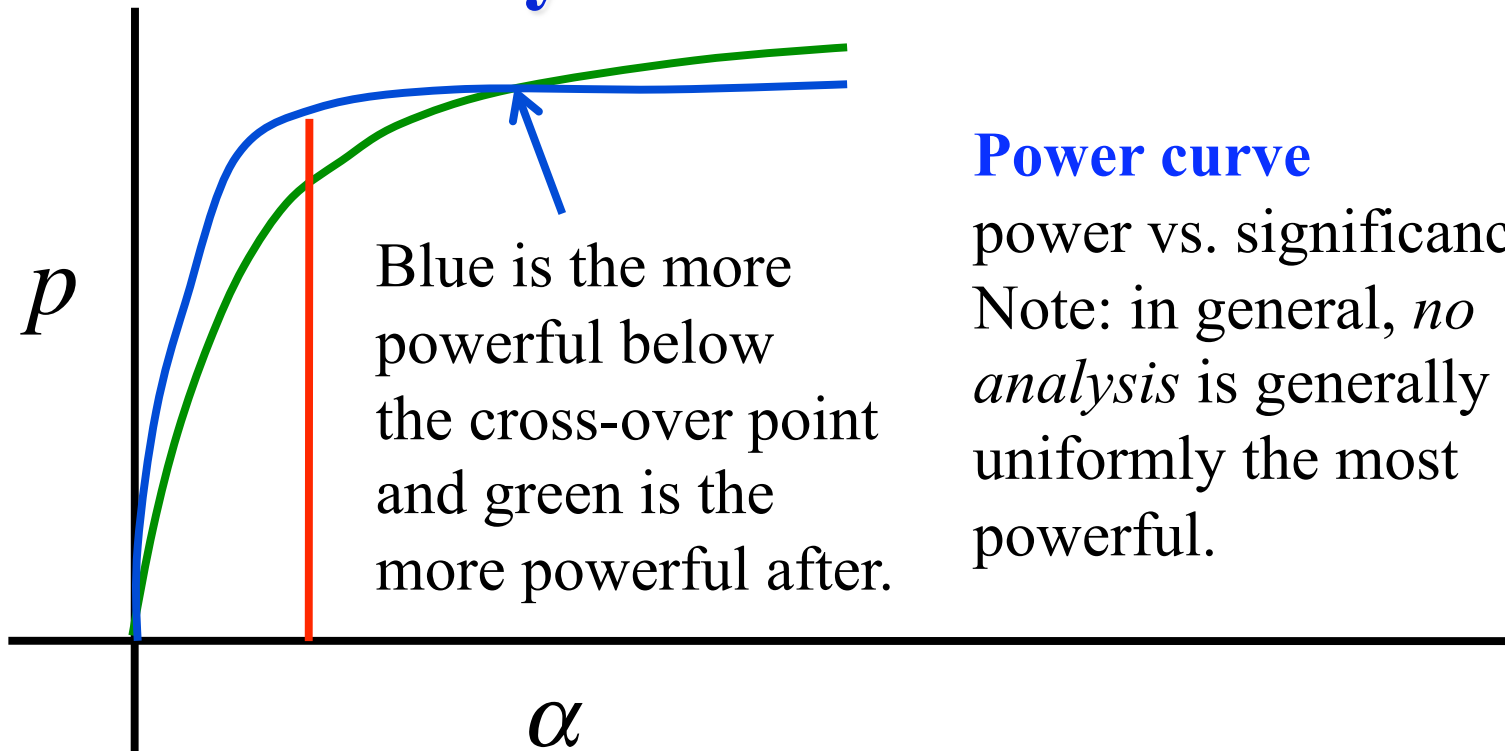 Power curve
p
power vs. significanc
Blue is the more
Note: in general, no
powerful below
analysis is generally
the cross-over point
uniformly the most
and green is the
powerful.
more powerful after.
α